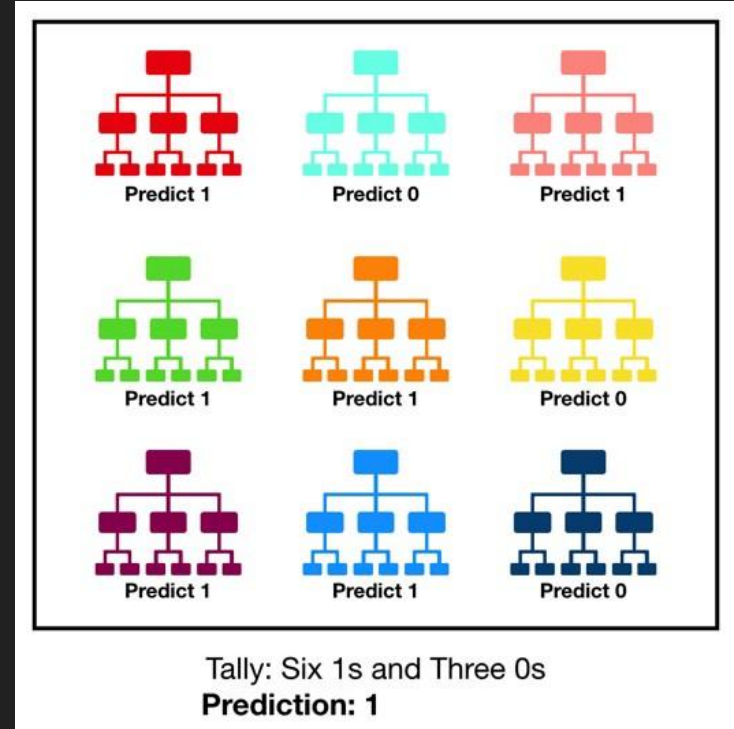 Predict 1 Predict 0 Predict 1
Predict 1 Predict 1 Predict 0
Predict 1 Predict 1 Predict 0
Tally: Six 1s and Three 0s
Prediction: 1